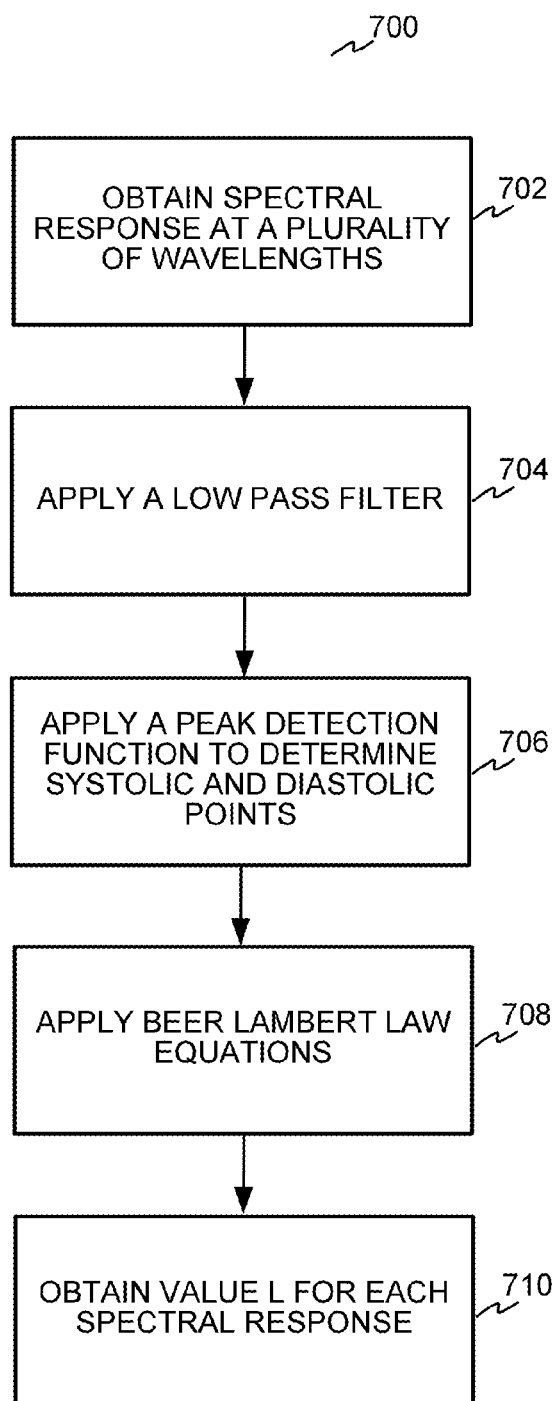 700
OBTAIN SPECTRAL
RESPONSE AT A PLURALITY
OF WAVELENGTHS
702
APPLY A LOW PASS FILTER
704
APPLY A PEAK DETECTION
FUNCTION TO DETERMINE
SYSTOLIC AND DIASTOLIC
POINTS
706
APPLY BEER LAMBERT LAW
EQUATIONS
708
OBTAIN VALUE L FOR EACH
SPECTRAL RESPONSE
710